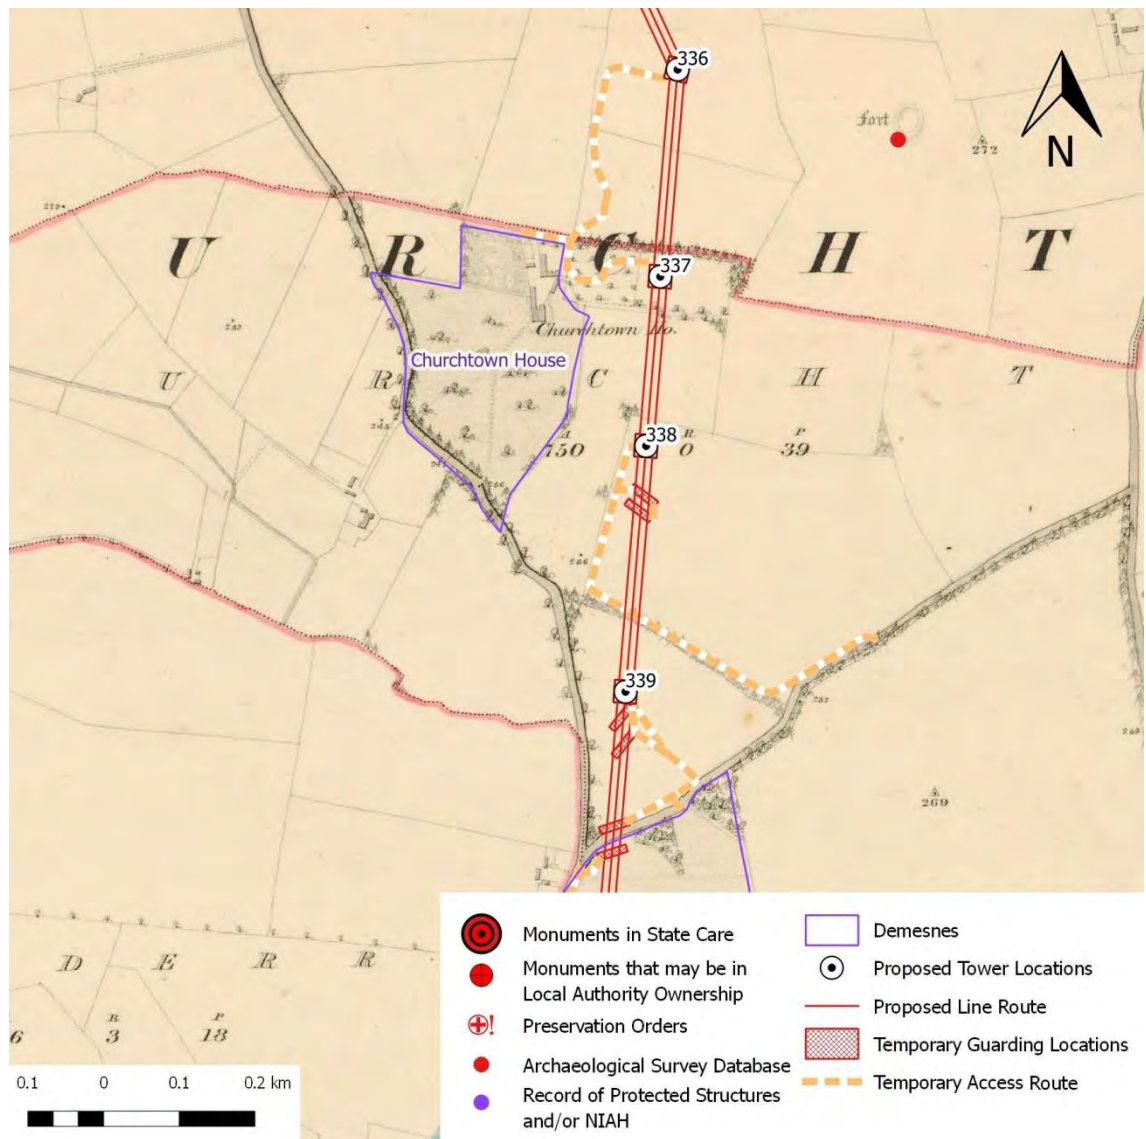 336
Fort
272
N
U R C H T
337
Churchtown Ho.
Churchtown House
U R C H T
A R P
750 0 39
338
339
269
D E R R
R P
6 3 18
0.1 0 0.1 0.2 km
Monuments in State Care
Monuments that may be in
Local Authority Ownership
Preservation Orders
Archaeological Survey Database
Record of Protected Structures
and/or NIAH
Demesnes
Proposed Tower Locations
Proposed Line Route
Temporary Guarding Locations
Temporary Access Route